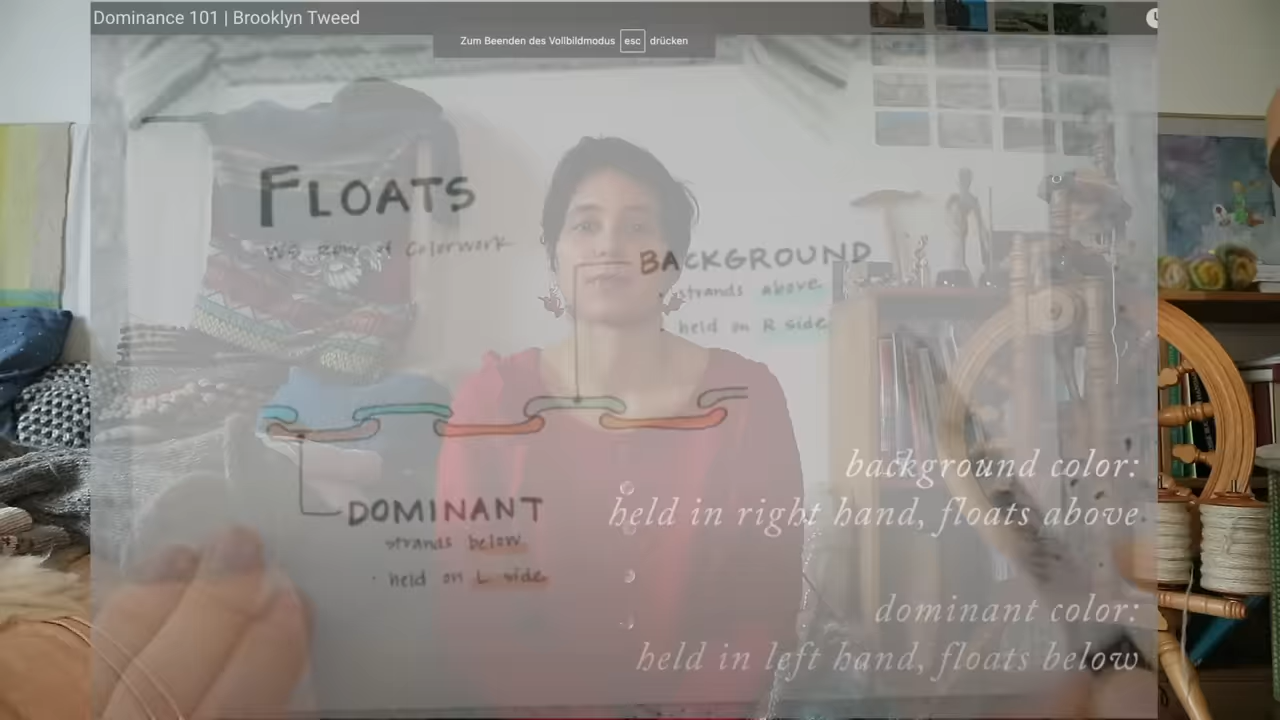 Dominance 101 | Brooklyn Tweed
Zum Beenden des Vollbildmodus esc drücken
FLOATS
WS Row of Colorwork
BACKGROUND
strands above
held on R side
DOMINANT
strands below
· held on L side
background color:
held in right hand, floats above
dominant color:
held in left hand, floats below